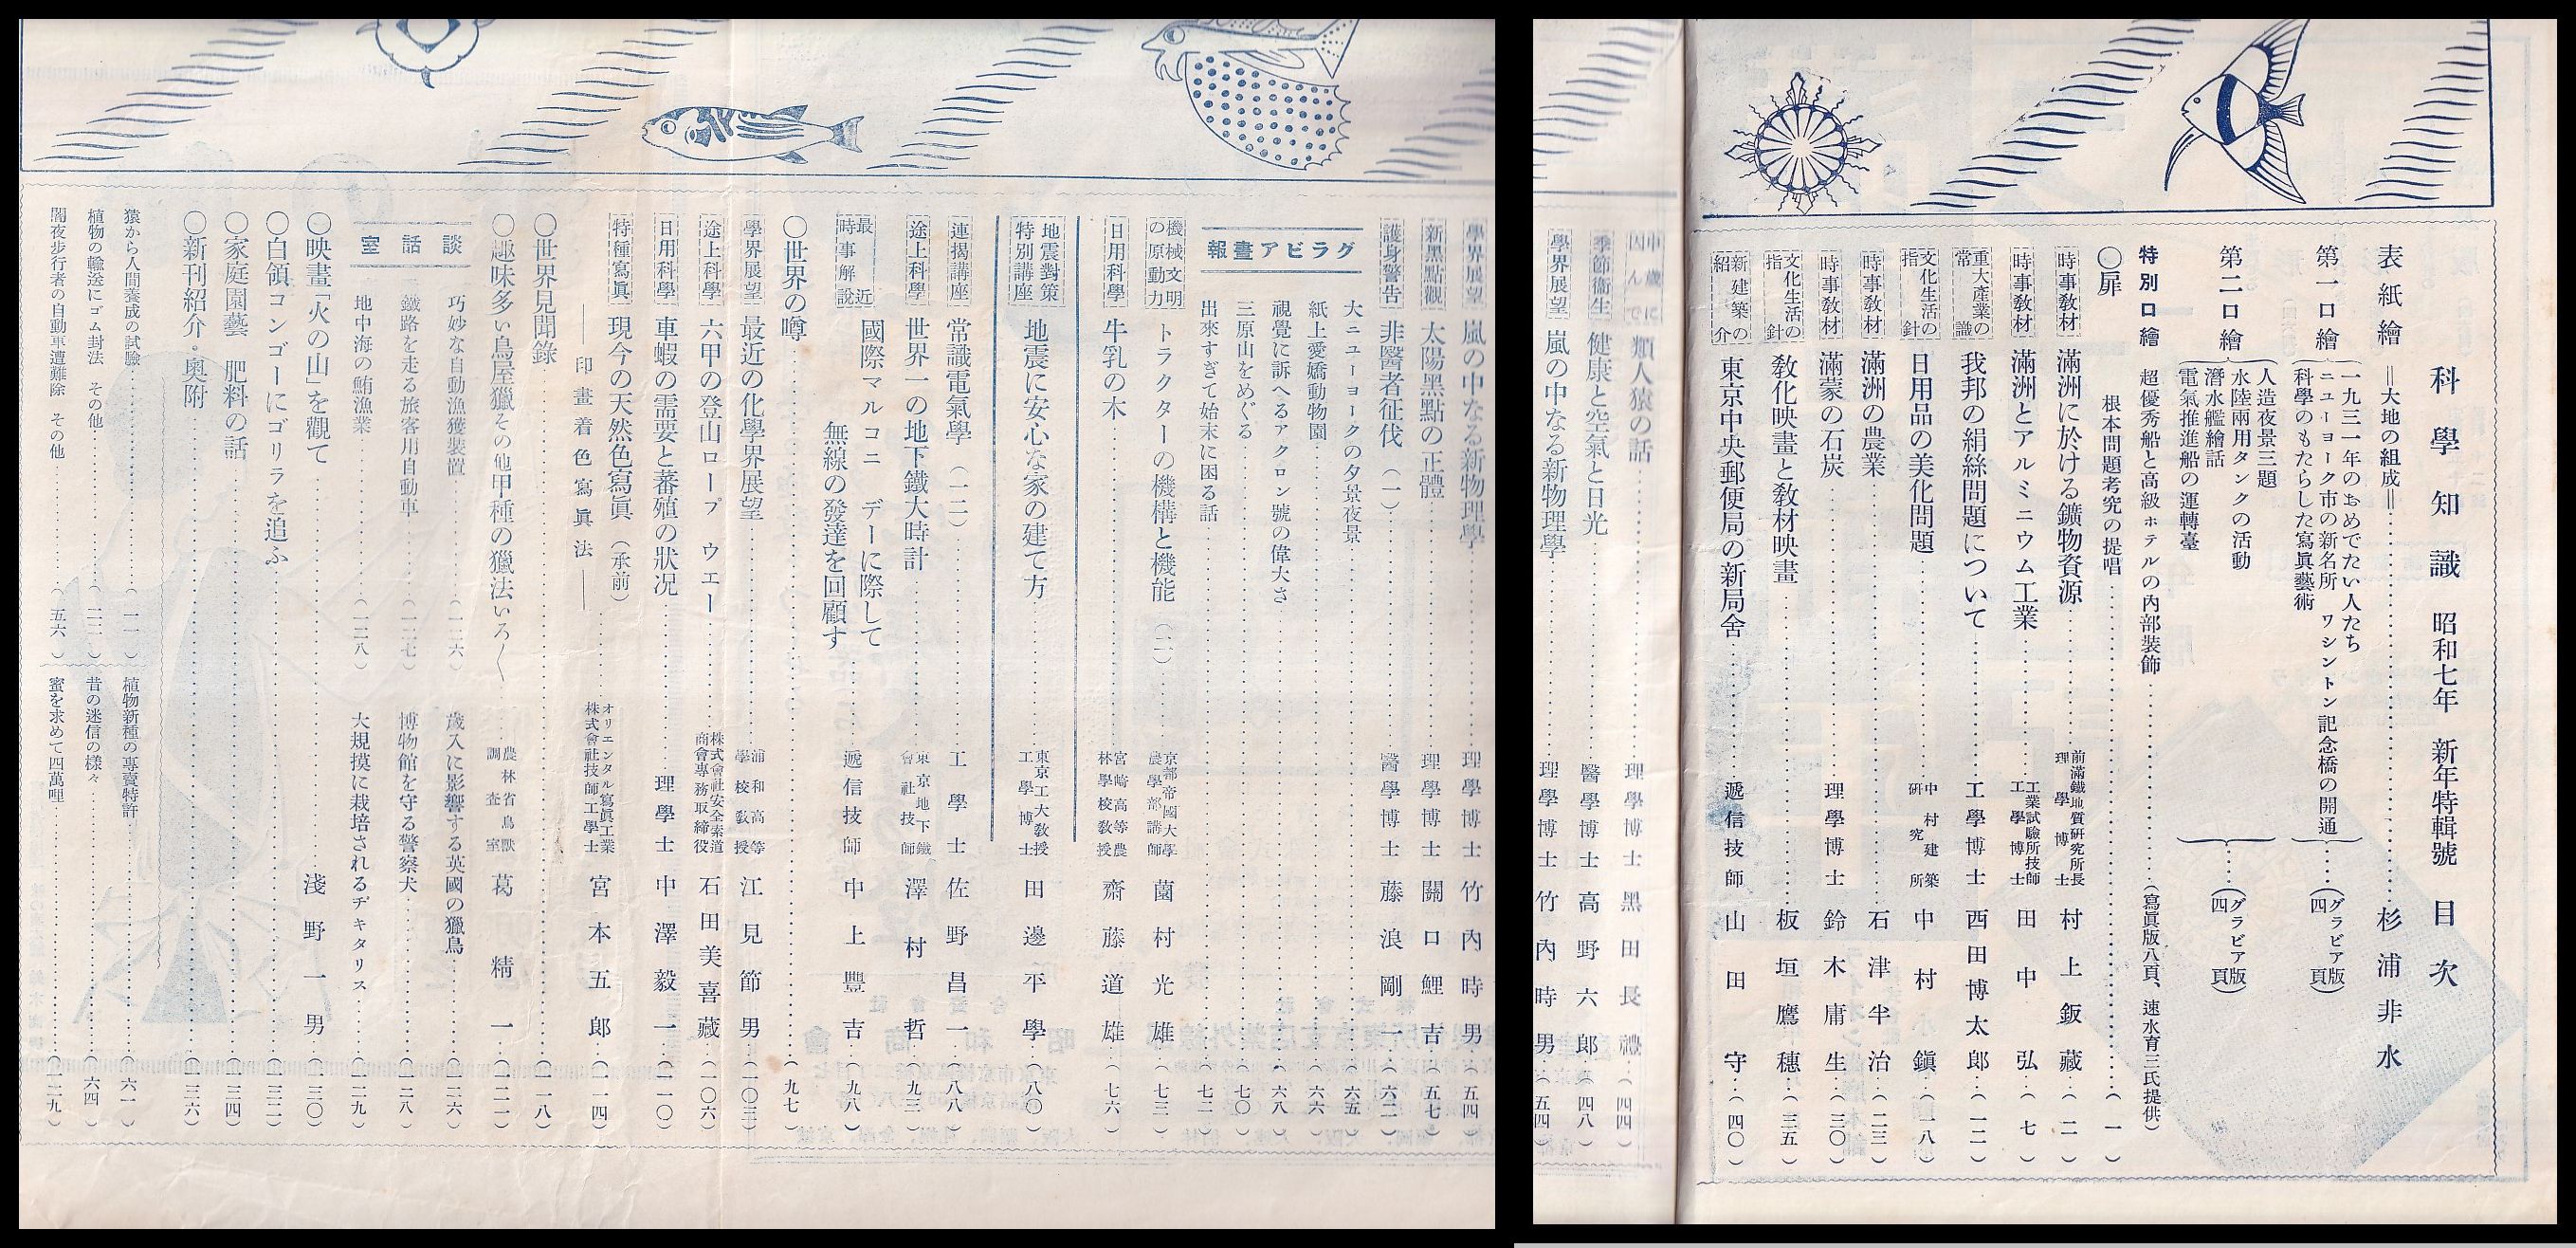 科學知識 昭和七年 新年特輯號 目次
表紙繪 ＝大地の組成＝…… 杉浦非水
第一口繪
一九三一年のおめでたい人たち
ニューヨーク市の新名所 ワシントン記念橋の開通
科學のもたらした寫眞藝術
(グラビア版四頁)
第二口繪
人造夜景三題
水陸兩用タンクの活動
潛水艦繪話
電氣推進船の運轉臺
(グラビア版四頁)
特別口繪 超優秀船と高級ホテルの內部裝飾……(寫眞版八頁、速水育三氏提供)
〇扉 根本問題考究の提唱……(一)
時事教材 滿洲に於ける鑛物資源…… 前滿鐵地質研究所長 理學博士 村上鈑藏…(二)
時事教材 滿洲とアルミニウム工業…… 工業試驗所技師 工學博士 田中弘…(七)
重大產業の常識 我邦の絹絲問題について…… 工學博士 西田博太郎…(一二)
文化生活の指針 日用品の美化問題…… 中村建築研究所 中村鎭…(一八)
時事教材 滿洲の農業…… 石津半治…(二三)
時事教材 滿蒙の石炭…… 理學博士 鈴木庸生…(三〇)
文化生活の指針 教化映畫と教材映畫…… 板垣鷹穗…(三五)
新建築の紹介 東京中央郵便局の新局舍…… 遞信技師 山田守…(四〇)
申歲に因んで 類人猿の話…… 理學博士 黑田長禮…(四四)
季節衞生 健康と空氣と日光 醫學博士 高野六郎…(四八)
學界展望 嵐の中なる新物理學…… 理學博士 竹內時男…(五四)
學界展望 嵐の中なる新物理學…… 理學博士 竹內時男…(五四)
新黑點觀 太陽黑點の正體…… 理學博士 關口鯉吉…(五七)
護身警告 非醫者征伐 (一)…… 醫學博士 藤浪剛一…(六二)
グラビア畫報
大ニューヨークの夕景夜景……(六五)
紙上愛嬌動物園……(六六)
視覺に訴へるアクロン號の偉大さ……(六八)
三原山をめぐる……(七〇)
出來すぎて始末に困る話……(七二)
機械文明の原動力 トラクターの機構と機能 (二)…… 京都帝國大學農學部講師 薗村光雄…(七三)
日用科學 牛乳の木…… 宮崎高等農林學校教授 齋藤道雄…(七六)
地震對策特別講座 地震に安心な家の建て方…… 東京工大教授 工學博士 田邊平學…(八〇)
連揭講座 常識電氣學 (一二)…… 工學士 佐野昌一…(八八)
途上科學 世界一の地下鐵大時計…… 東京地下鐵會社技師 澤村哲…(九三)
最近時事解說 國際マルコニーデーに際して
無線の發達を回顧す…… 遞信技師 中上豐吉…(九八)
〇世界の噂……(九七)
學界展望 最近の化學界展望…… 浦和高等學校教授 江見節男…(一〇三)
途上科學 六甲の登山ロープウエー…… 株式會社安全索道商會專務取締役 石田美喜藏…(一〇六)
日用科學 車蝦の需要と蕃殖の狀況…… 理學士 中澤毅一…(一一〇)
特種寫眞 現今の天然色寫眞 (承前)
――印畫着色寫眞法――…… オリエンタル寫眞工業株式會社技師工學士 宮本五郎…(一一四)
〇世界見聞錄……(一一八)
〇趣味多い鳥屋獵その他甲種の獵法いろ〱 農林省鳥獸調查室 葛精一…(一二一)
談話室
巧妙な自動漁獲裝置……(一二六)
鐵路を走る旅客用自動車……(一二七)
地中海の鮪漁業……(一二八)
歲入に影響する英國の獵鳥…(一二六)
博物館を守る警察犬……(一二八)
大規摸に栽培されるヂキタリス……(一二九)
〇映畫「火の山」を觀て…… 淺野一男…(一三〇)
〇白領コンゴーにゴリラを追ふ……(一三二)
〇家庭園藝 肥料の話……(一三四)
〇新刊紹介・奧附……(一三六)
猿から人間養成の試驗……(一一)
植物の輸送にゴム封法 その他……(二二)
闇夜步行者の自動車遭難除 その他……(五六)
植物新種の專賣特許……(六一)
昔の迷信の樣々……(六四)
蜜を求めて四萬哩……(一二九)